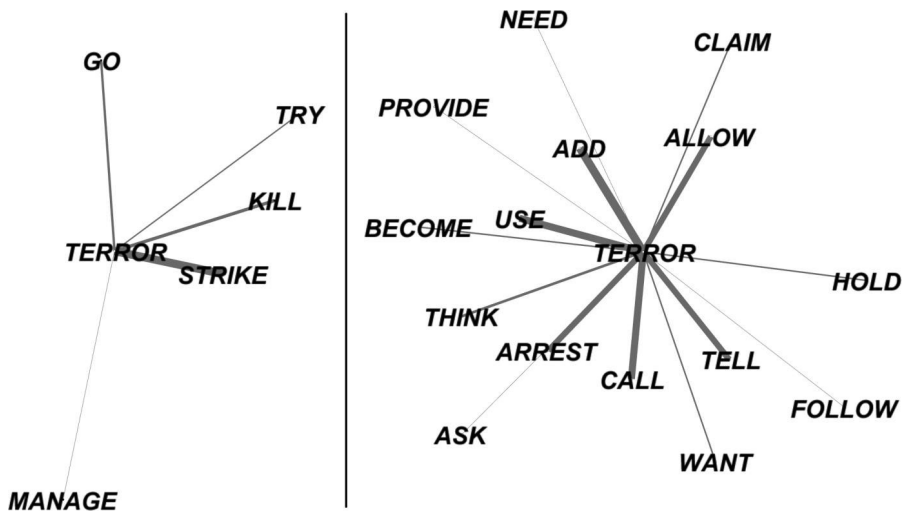 GO
TRY
KILL
TERROR
STRIKE
MANAGE
NEED
CLAIM
PROVIDE
ALLOW
ADD
USE
BECOME
TERROR
HOLD
THINK
ARREST
TELL
CALL
FOLLOW
ASK
WANT